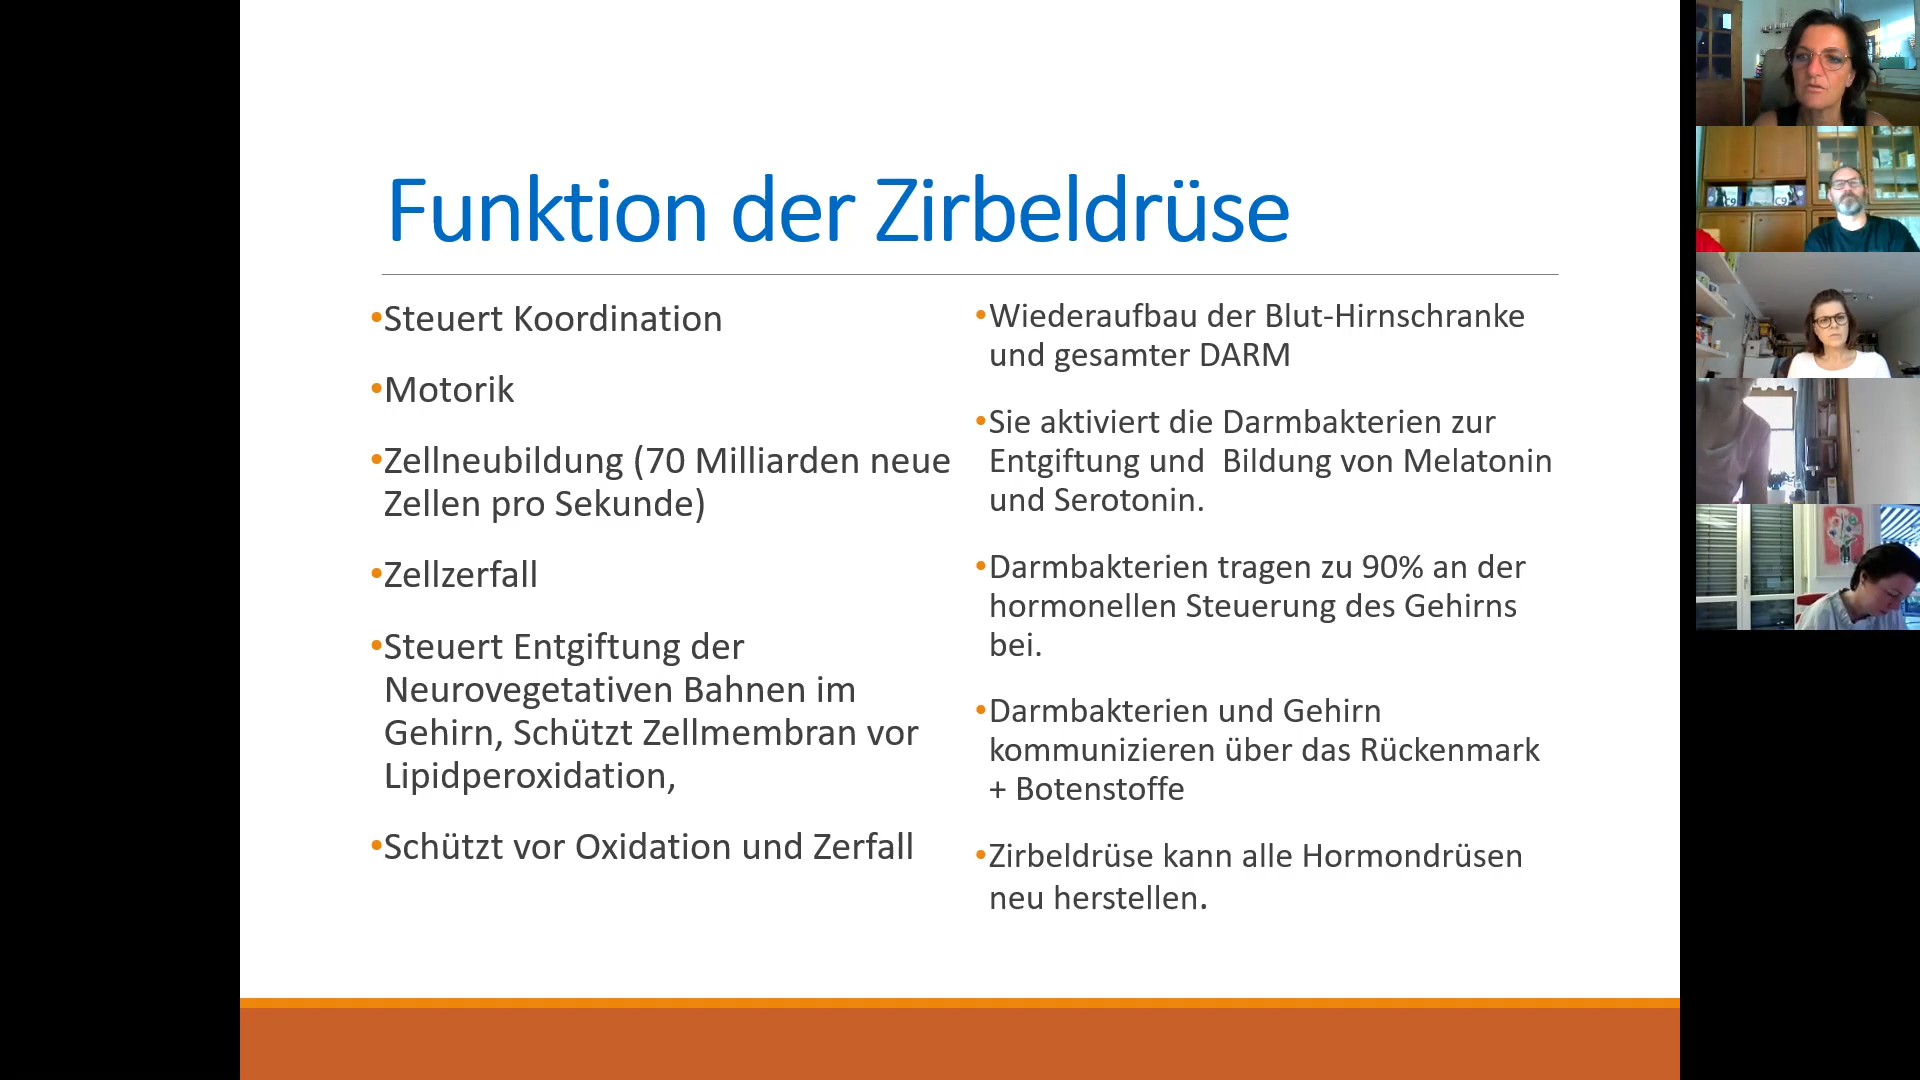 Funktion der Zirbeldrüse
•Steuert Koordination
•Motorik
•Zellneubildung (70 Milliarden neue
Zellen pro Sekunde)
•Zellzerfall
•Steuert Entgiftung der
Neurovegetativen Bahnen im
Gehirn, Schützt Zellmembran vor
Lipidperoxidation,
•Schützt vor Oxidation und Zerfall
•Wiederaufbau der Blut-Hirnschranke
und gesamter DARM
•Sie aktiviert die Darmbakterien zur
Entgiftung und  Bildung von Melatonin
und Serotonin.
•Darmbakterien tragen zu 90% an der
hormonellen Steuerung des Gehirns
bei.
•Darmbakterien und Gehirn
kommunizieren über das Rückenmark
+ Botenstoffe
•Zirbeldrüse kann alle Hormondrüsen
neu herstellen.